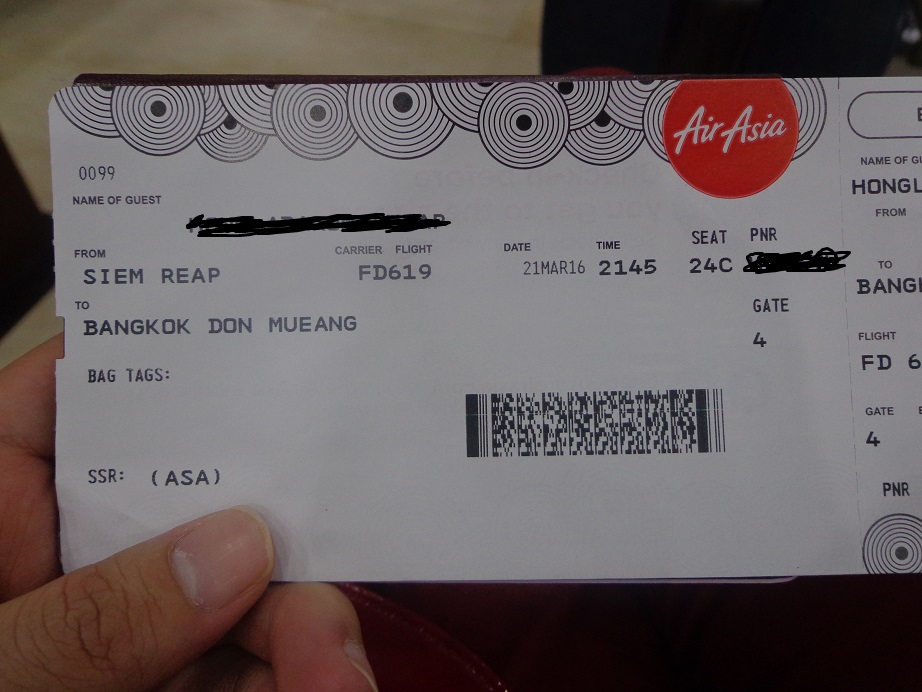 AirAsia
0099
NAME OF GUEST
FROM
SIEM REAP
CARRIER FLIGHT
FD619
DATE
21MAR16
TIME
2145
SEAT
24C
PNR
TO
BANGKOK DON MUEANG
GATE
4
BAG TAGS:
SSR: (ASA)
NAME OF GU
HONGL
FROM
TO
BANG
FLIGHT
FD 6
GATE
4
PNR